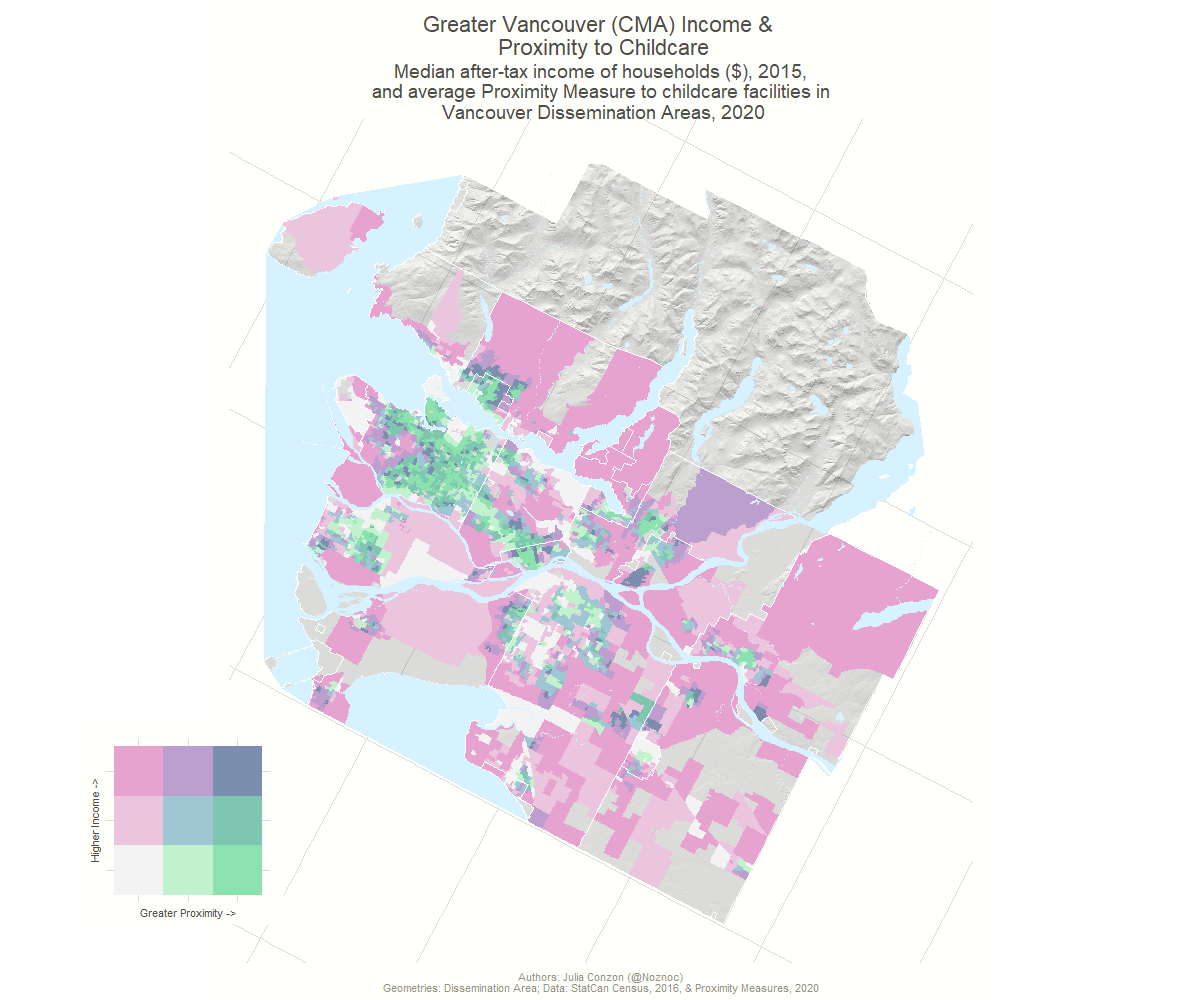 Greater Vancouver (CMA) Income &
Proximity to Childcare
Median after-tax income of households ($), 2015,
and average Proximity Measure to childcare facilities in
Vancouver Dissemination Areas, 2020
Higher Income ->
Greater Proximity ->
Authors: Julia Conzon (@Noznoc)
Geometries: Dissemination Area; Data: StatCan Census, 2016, & Proximity Measures, 2020